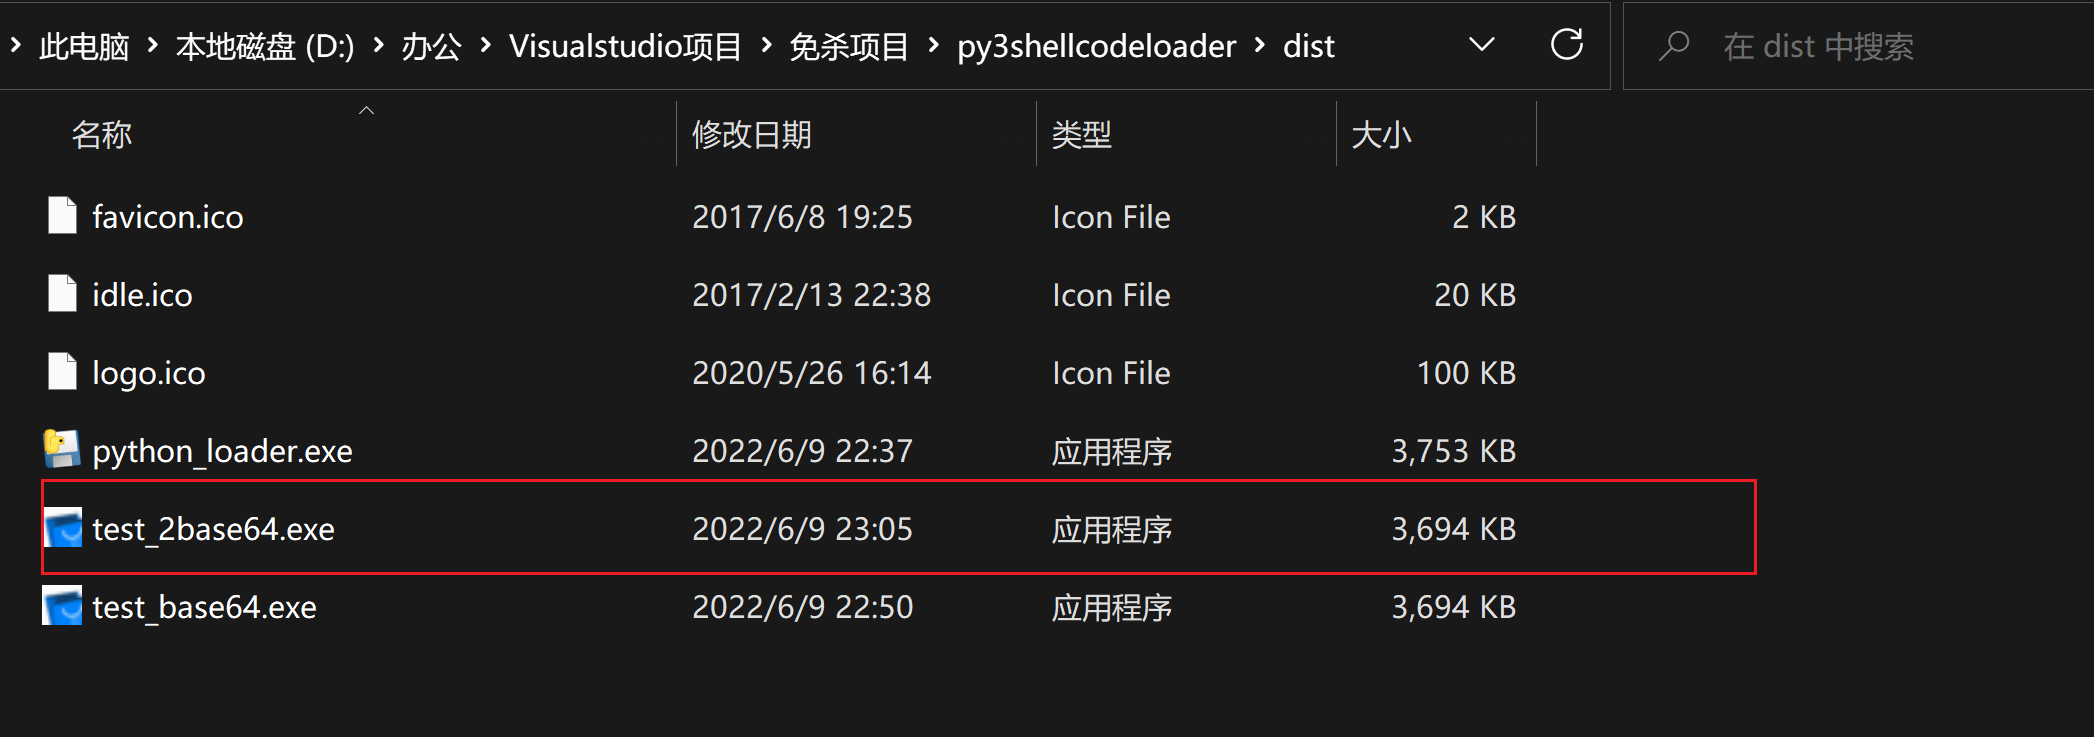 此电脑 本地磁盘 (D:) 办公 Visualstudio项目 免杀项目 py3shellcodeloader dist 在 dist 中搜索
名称 修改日期 类型 大小
favicon.ico 2017/6/8 19:25 Icon File 2 KB
idle.ico 2017/2/13 22:38 Icon File 20 KB
logo.ico 2020/5/26 16:14 Icon File 100 KB
python_loader.exe 2022/6/9 22:37 应用程序 3,753 KB
test_2base64.exe 2022/6/9 23:05 应用程序 3,694 KB
test_base64.exe 2022/6/9 22:50 应用程序 3,694 KB